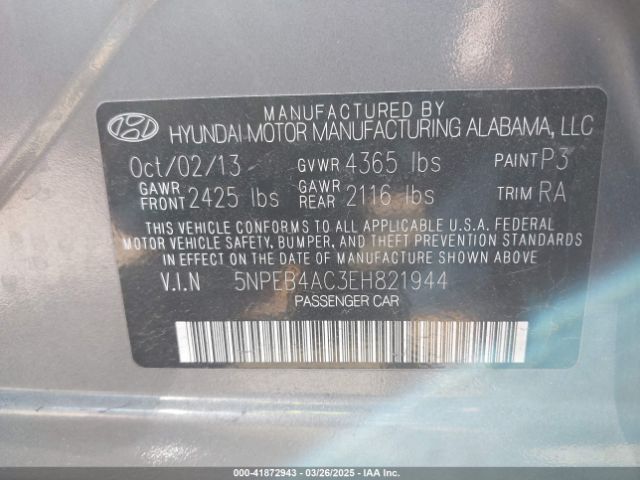 MANUFACTURED BY
HYUNDAI MOTOR MANUFACTURING ALABAMA, LLC
Oct/02/13 GVWR 4365 lbs PAINT P3
GAWR FRONT 2425 lbs GAWR REAR 2116 lbs TRIM RA
THIS VEHICLE CONFORMS TO ALL APPLICABLE U.S.A. FEDERAL
MOTOR VEHICLE SAFETY, BUMPER, AND THEFT PREVENTION STANDARDS
IN EFFECT ON THE DATE OF MANUFACTURE SHOWN ABOVE.
V.I.N 5NPEB4AC3EH821944
PASSENGER CAR
000-41872943 - 03/26/2025 - IAA Inc.